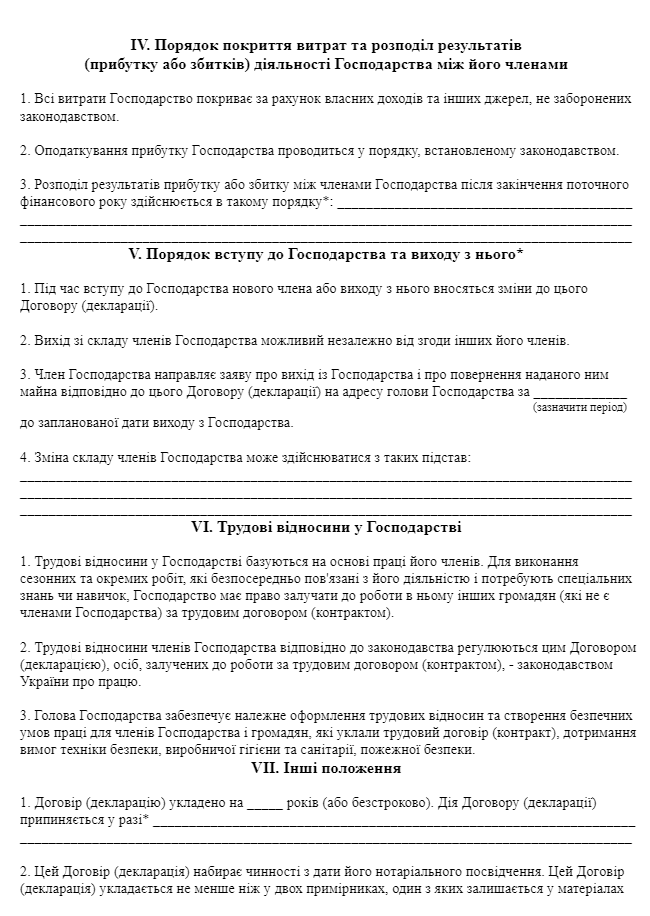 IV. Порядок покриття витрат та розподіл результатів
(прибутку або збитків) діяльності Господарства між його членами
1. Всі витрати Господарство покриває за рахунок власних доходів та інших джерел, не заборонених
законодавством.
2. Оподаткування прибутку Господарства проводиться у порядку, встановленому законодавством.
3. Розподіл результатів прибутку або збитку між членами Господарства після закінчення поточного
фінансового року здійснюється в такому порядку*: ___________________________________________
_________________________________________________________________________________________
_________________________________________________________________________________________
V. Порядок вступу до Господарства та виходу з нього*
1. Під час вступу до Господарства нового члена або виходу з нього вносяться зміни до цього
Договору (декларації).
2. Вихід зі складу членів Господарства можливий незалежно від згоди інших його членів.
3. Член Господарства направляє заяву про вихід із Господарства і про повернення наданого ним
майна відповідно до цього Договору (декларації) на адресу голови Господарства за _____________
(зазначити період)
до запланованої дати виходу з Господарства.
4. Зміна складу членів Господарства може здійснюватися з таких підстав:
_________________________________________________________________________________________
_________________________________________________________________________________________
_________________________________________________________________________________________
VI. Трудові відносини у Господарстві
1. Трудові відносини у Господарстві базуються на основі праці його членів. Для виконання
сезонних та окремих робіт, які безпосередньо пов'язані з його діяльністю і потребують спеціальних
знань чи навичок, Господарство має право залучати до роботи в ньому інших громадян (які не є
членами Господарства) за трудовим договором (контрактом).
2. Трудові відносини членів Господарства відповідно до законодавства регулюються цим Договором
(декларацією), осіб, залучених до роботи за трудовим договором (контрактом), - законодавством
України про працю.
3. Голова Господарства забезпечує належне оформлення трудових відносин та створення безпечних
умов праці для членів Господарства і громадян, які уклали трудовий договір (контракт), дотримання
вимог техніки безпеки, виробничої гігієни та санітарії, пожежної безпеки.
VII. Інші положення
1. Договір (декларацію) укладено на _____ років (або безстроково). Дія Договору (декларації)
припиняється у разі* ______________________________________________________________________
_________________________________________________________________________________________
2. Цей Договір (декларація) набирає чинності з дати його нотаріального посвідчення. Цей Договір
(декларація) укладається не менше ніж у двох примірниках, один з яких залишається у матеріалах